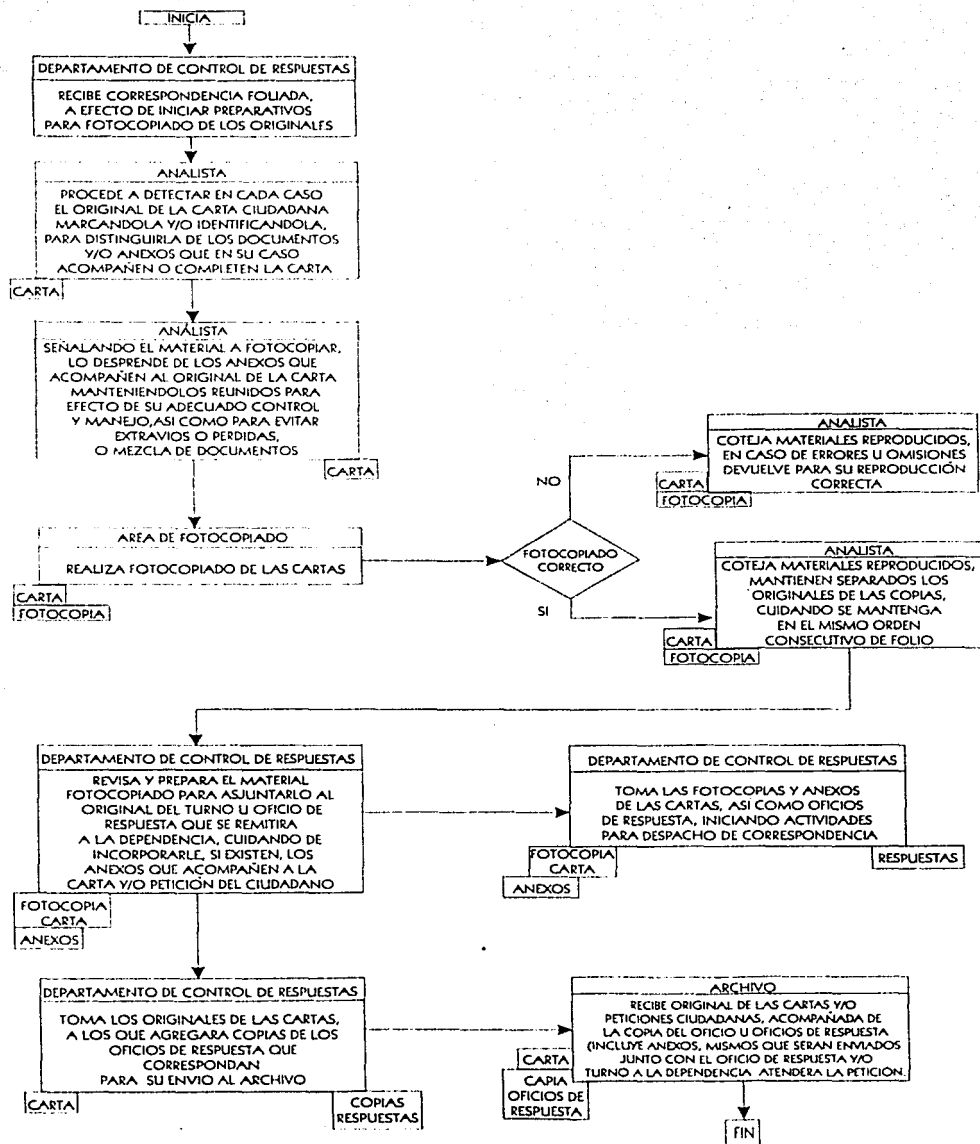 INICIA
DEPARTAMENTO DE CONTROL DE RESPUESTAS
RECIBE CORRESPONDENCIA FOLIADA,
A EFECTO DE INICIAR PREPARATIVOS
PARA FOTOCOPIADO DE LOS ORIGINALES
ANALISTA
PROCEDE A DETECTAR EN CADA CASO
EL ORIGINAL DE LA CARTA CIUDADANA
MARCANDOLA Y/O IDENTIFICANDOLA,
PARA DISTINGUIRLA DE LOS DOCUMENTOS
Y/O ANEXOS QUE EN SU CASO
ACOMPAÑEN O COMPLETEN LA CARTA
CARTA
ANALISTA
SEÑALANDO EL MATERIAL A FOTOCOPIAR,
LO DESPRENDE DE LOS ANEXOS QUE
ACOMPAÑEN AL ORIGINAL DE LA CARTA
MANTENIENDOLOS REUNIDOS PARA
EFECTO DE SU ADECUADO CONTROL
Y MANEJO,ASI COMO PARA EVITAR
EXTRAVIOS O PERDIDAS,
O MEZCLA DE DOCUMENTOS
CARTA
AREA DE FOTOCOPIADO
REALIZA FOTOCOPIADO DE LAS CARTAS
CARTA
FOTOCOPIA
FOTOCOPIADO
CORRECTO
NO
ANALISTA
COTEJA MATERIALES REPRODUCIDOS,
EN CASO DE ERRORES U OMISIONES
DEVUELVE PARA SU REPRODUCCIÓN
CORRECTA
CARTA
FOTOCOPIA
SI
ANALISTA
COTEJA MATERIALES REPRODUCIDOS,
MANTIENEN SEPARADOS LOS
ORIGINALES DE LAS COPIAS,
CUIDANDO SE MANTENGA
EN EL MISMO ORDEN
CONSECUTIVO DE FOLIO
CARTA
FOTOCOPIA
DEPARTAMENTO DE CONTROL DE RESPUESTAS
REVISA Y PREPARA EL MATERIAL
FOTOCOPIADO PARA ASJUNTARLO AL
ORIGINAL DEL TURNO U OFICIO DE
RESPUESTA QUE SE REMITIRA
A LA DEPENDENCIA, CUIDANDO DE
INCORPORARLE, SI EXISTEN, LOS
ANEXOS QUE ACOMPAÑEN A LA
CARTA Y/O PETICIÓN DEL CIUDADANO
FOTOCOPIA
CARTA
ANEXOS
DEPARTAMENTO DE CONTROL DE RESPUESTAS
TOMA LAS FOTOCOPIAS Y ANEXOS
DE LAS CARTAS, ASI COMO OFICIOS
DE RESPUESTA, INICIANDO ACTIVIDADES
PARA DESPACHO DE CORRESPONDENCIA
FOTOCOPIA
CARTA
ANEXOS
RESPUESTAS
DEPARTAMENTO DE CONTROL DE RESPUESTAS
TOMA LOS ORIGINALES DE LAS CARTAS,
A LOS QUE AGREGARA COPIAS DE LOS
OFICIOS DE RESPUESTA QUE
CORRESPONDAN
PARA SU ENVIO AL ARCHIVO
CARTA
COPIAS
RESPUESTAS
ARCHIVO
RECIBE ORIGINAL DE LAS CARTAS Y/O
PETICIONES CIUDADANAS, ACOMPAÑADA DE
LA COPIA DEL OFICIO U OFICIOS DE RESPUESTA
(INCLUYE ANEXOS, MISMOS QUE SERAN ENVIADOS
JUNTO CON EL OFICIO DE RESPUESTA Y/O
TURNO A LA DEPENDENCIA ATENDERA LA PETICIÓN.
CARTA
CAPIA
OFICIOS DE
RESPUESTA
FIN